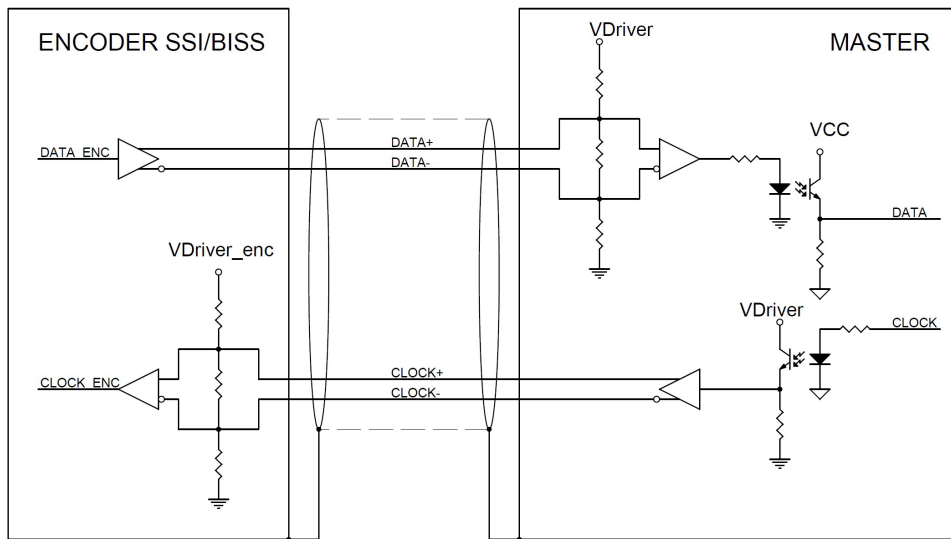 ENCODER SSI/BISS
MASTER
VDriver
VCC
DATA_ENC
DATA+
DATA-
DATA
VDriver_enc
VDriver
CLOCK
CLOCK_ENC
CLOCK+
CLOCK-